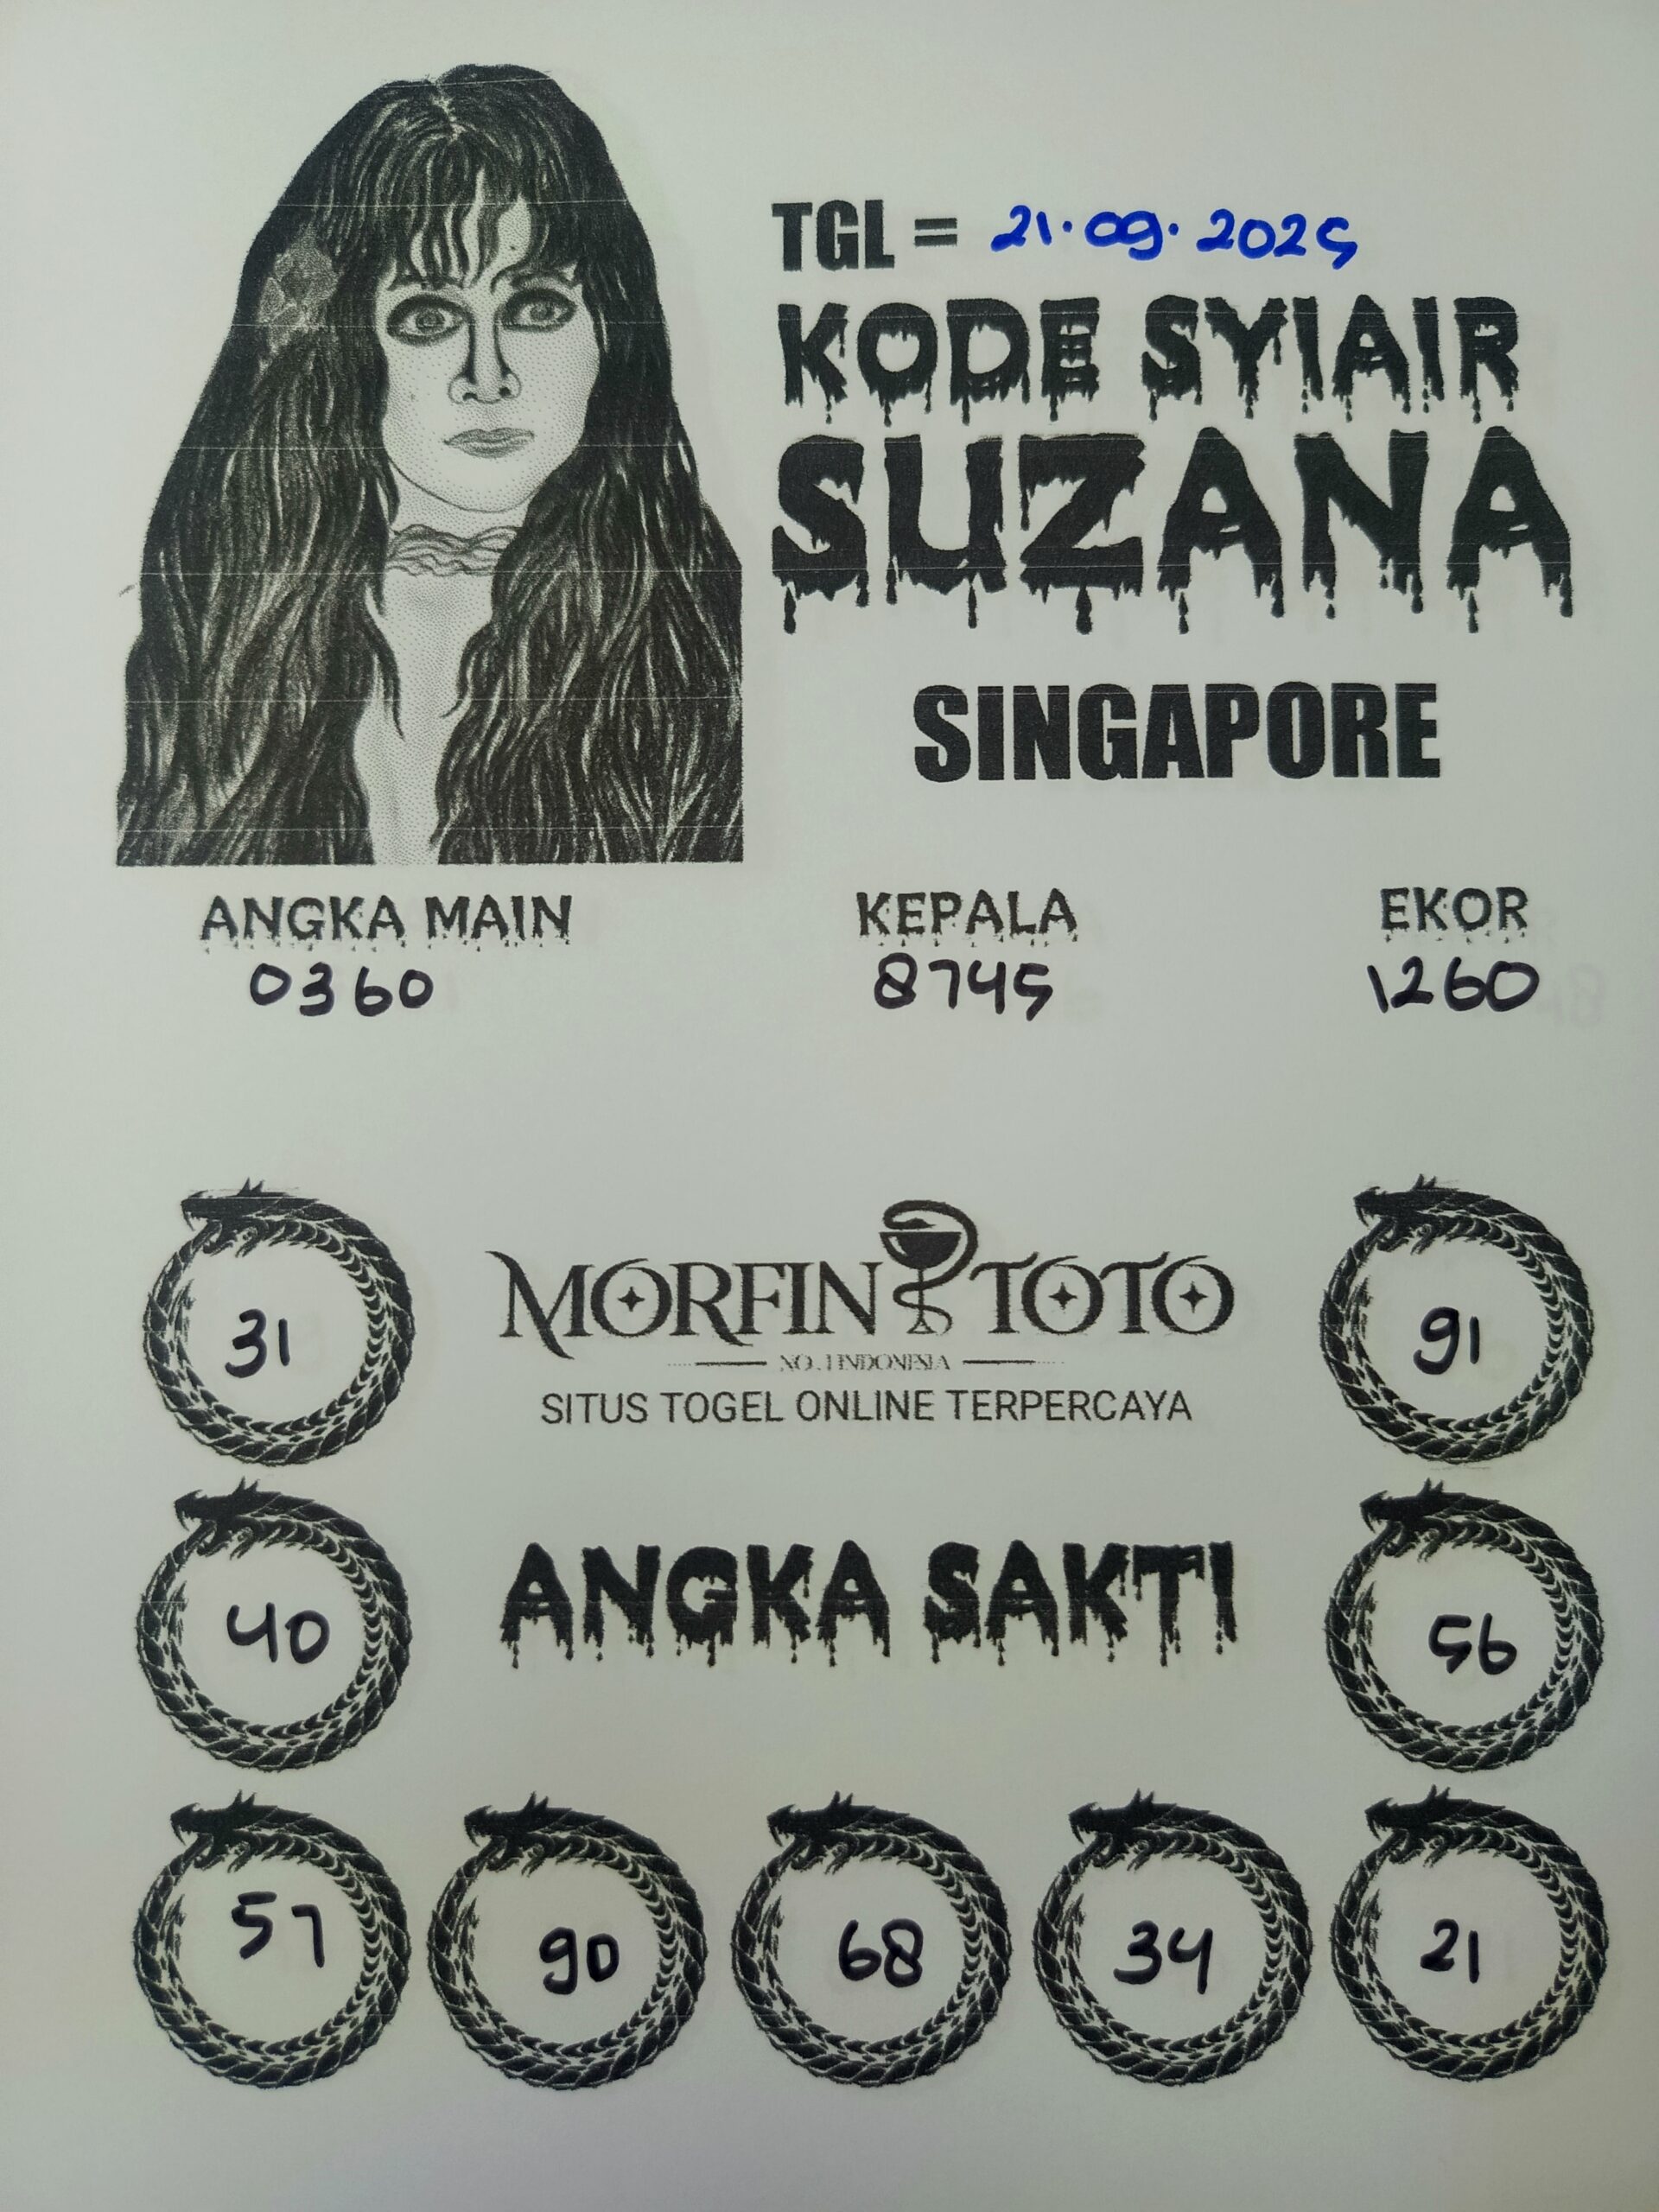 TGL = 21.09.2025
KODE SYIAIR
SUZANA
SINGAPORE
ANGKA MAIN KEPALA EKOR
0360 8745 1260
31 MORFIN TOTO 91
NO.1 INDONESIA
SITUS TOGEL ONLINE TERPERCAYA
40 ANGKA SAKTI 56
57 90 68 34 21